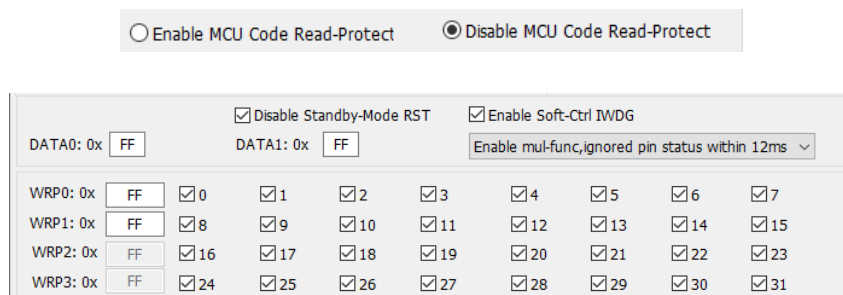 Enable MCU Code Read-Protect Disable MCU Code Read-Protect
Disable Standby-Mode RST Enable Soft-Ctrl IWDG
DATA0: 0x FF DATA1: 0x FF Enable mul-func,ignored pin status within 12ms
WRP0: 0x FF 0 1 2 3 4 5 6 7
WRP1: 0x FF 8 9 10 11 12 13 14 15
WRP2: 0x FF 16 17 18 19 20 21 22 23
WRP3: 0x FF 24 25 26 27 28 29 30 31